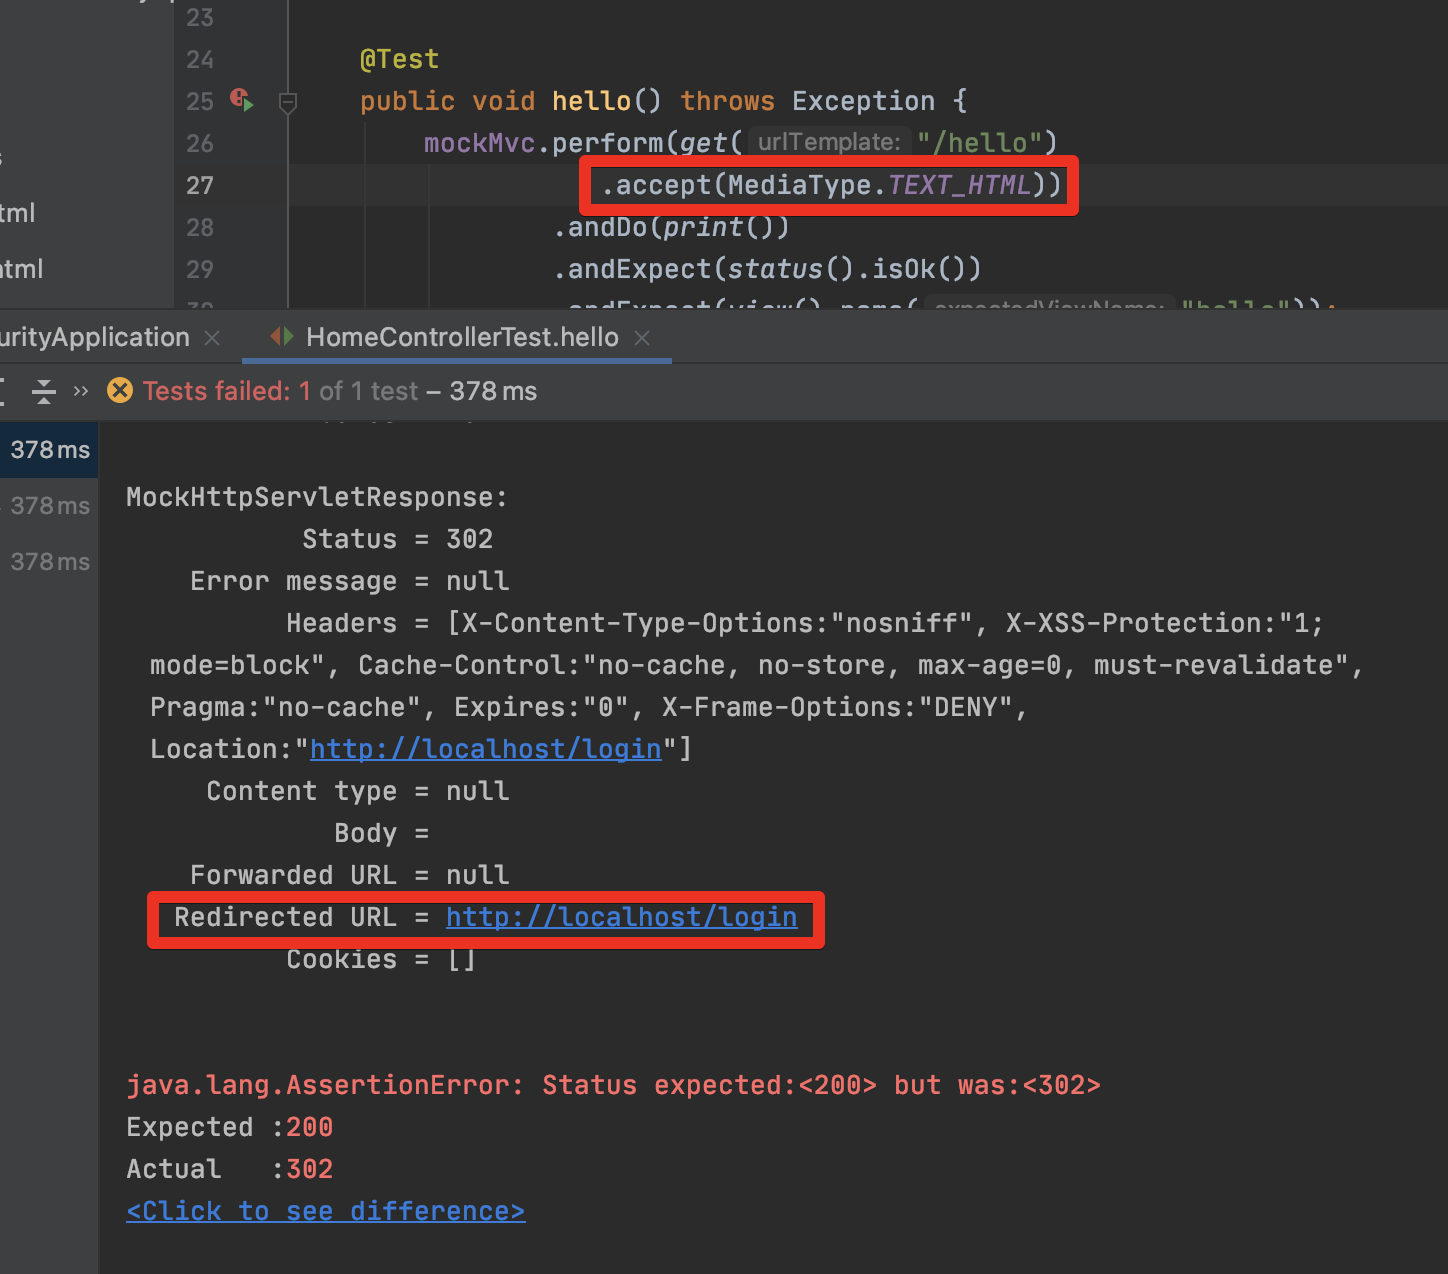 23
24 @Test
25 public void hello() throws Exception {
26 mockMvc.perform(get( urlTemplate: "/hello")
27 .accept(MediaType.TEXT_HTML))
28 .andDo(print())
29 .andExpect(status().isOk())
30 .andExpect(view().name( expectedViewName: "hello"));
tml
tml
urityApplication HomeControllerTest.hello
Tests failed: 1 of 1 test – 378 ms
378 ms
378 ms
378 ms
MockHttpServletResponse:
Status = 302
Error message = null
Headers = [X-Content-Type-Options:"nosniff", X-XSS-Protection:"1;
mode=block", Cache-Control:"no-cache, no-store, max-age=0, must-revalidate",
Pragma:"no-cache", Expires:"0", X-Frame-Options:"DENY",
Location:"http://localhost/login"]
Content type = null
Body =
Forwarded URL = null
Redirected URL = http://localhost/login
Cookies = []
java.lang.AssertionError: Status expected:<200> but was:<302>
Expected :200
Actual :302
<Click to see difference>